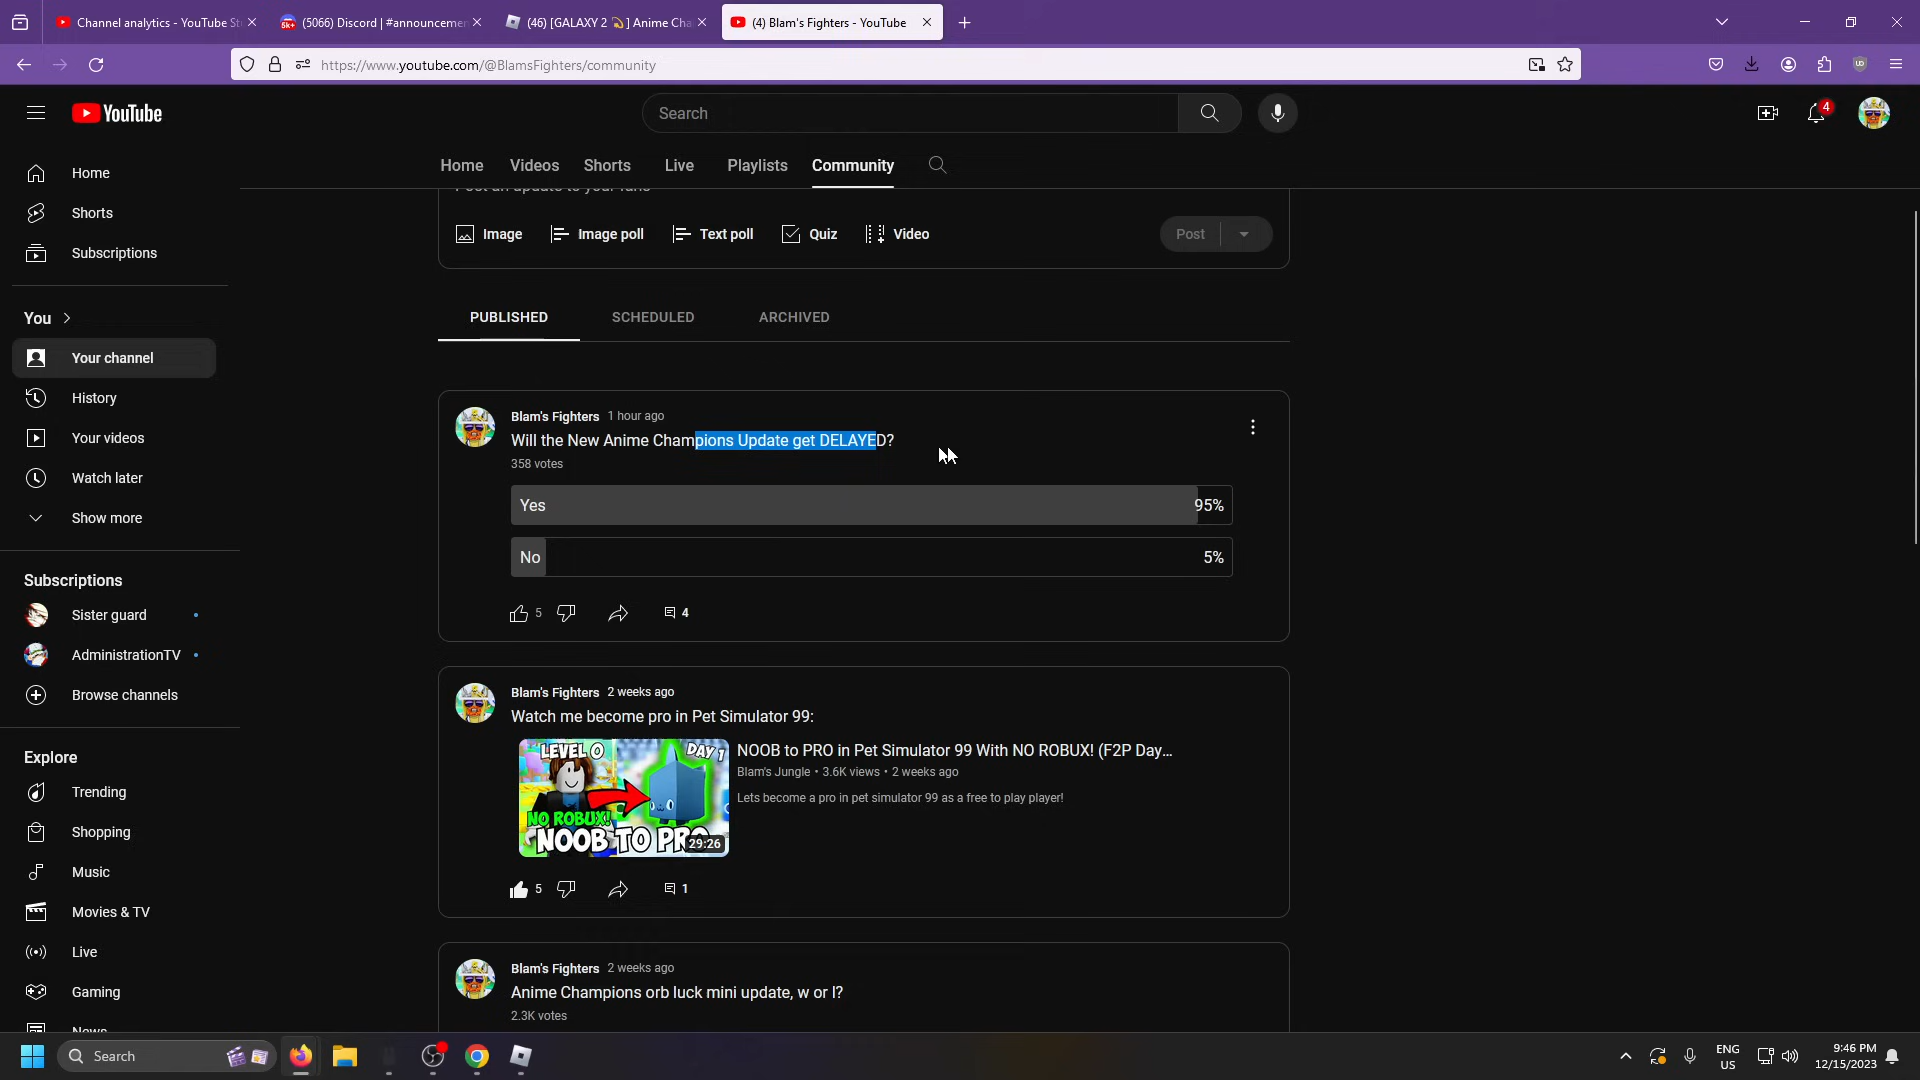 Channel analytics - YouTube St
(5066) Discord | #announcemen
(46) [GALAXY 2 💫] Anime Cha
(4) Blam's Fighters - YouTube
https://www.youtube.com/@BlamsFighters/community
YouTube
Search
4
Home
Videos
Shorts
Live
Playlists
Community
Post an update to your fans
Image
Image poll
Text poll
Quiz
Video
Post
PUBLISHED
SCHEDULED
ARCHIVED
Home
Shorts
Subscriptions
You
Your channel
History
Your videos
Watch later
Show more
Subscriptions
Sister guard
AdministrationTV
Browse channels
Explore
Trending
Shopping
Music
Movies & TV
Live
Gaming
News
Blam's Fighters 1 hour ago
Will the New Anime Champions Update get DELAYED?
358 votes
Yes 95%
No 5%
5 4
Blam's Fighters 2 weeks ago
Watch me become pro in Pet Simulator 99:
LEVEL 0 DAY 1
NO ROBUX!
NOOB TO PRO
29:26
NOOB to PRO in Pet Simulator 99 With NO ROBUX! (F2P Day...
Blam's Jungle • 3.6K views • 2 weeks ago
Lets become a pro in pet simulator 99 as a free to play player!
5 1
Blam's Fighters 2 weeks ago
Anime Champions orb luck mini update, w or l?
2.3K votes
Search
ENG
US
9:46 PM
12/15/2023